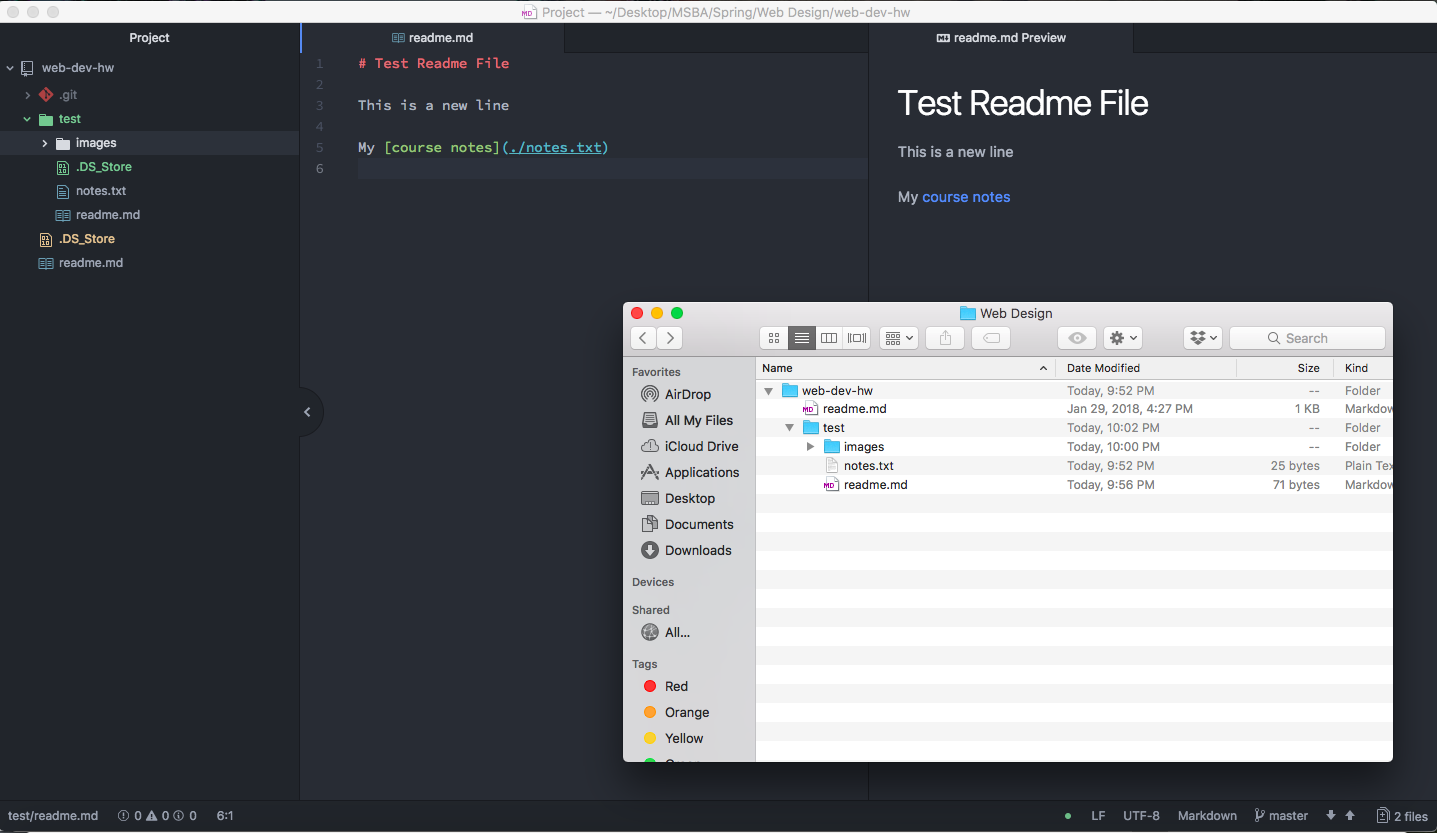 Project — ~/Desktop/MSBA/Spring/Web Design/web-dev-hw
Project
web-dev-hw
.git
test
images
.DS_Store
notes.txt
readme.md
.DS_Store
readme.md
readme.md
1 # Test Readme File
2
3 This is a new line
4
5 My [course notes](./notes.txt)
6
readme.md Preview
Test Readme File
This is a new line
My course notes
Web Design
Search
Favorites
AirDrop
All My Files
iCloud Drive
Applications
Desktop
Documents
Downloads
Devices
Shared
All...
Tags
Red
Orange
Yellow
Name Date Modified Size Kind
web-dev-hw Today, 9:52 PM -- Folder
readme.md Jan 29, 2018, 4:27 PM 1 KB Markdow
test Today, 10:02 PM -- Folder
images Today, 10:00 PM -- Folder
notes.txt Today, 9:52 PM 25 bytes Plain Tex
readme.md Today, 9:56 PM 71 bytes Markdow
test/readme.md 0 0 0 6:1 LF UTF-8 Markdown master 2 files